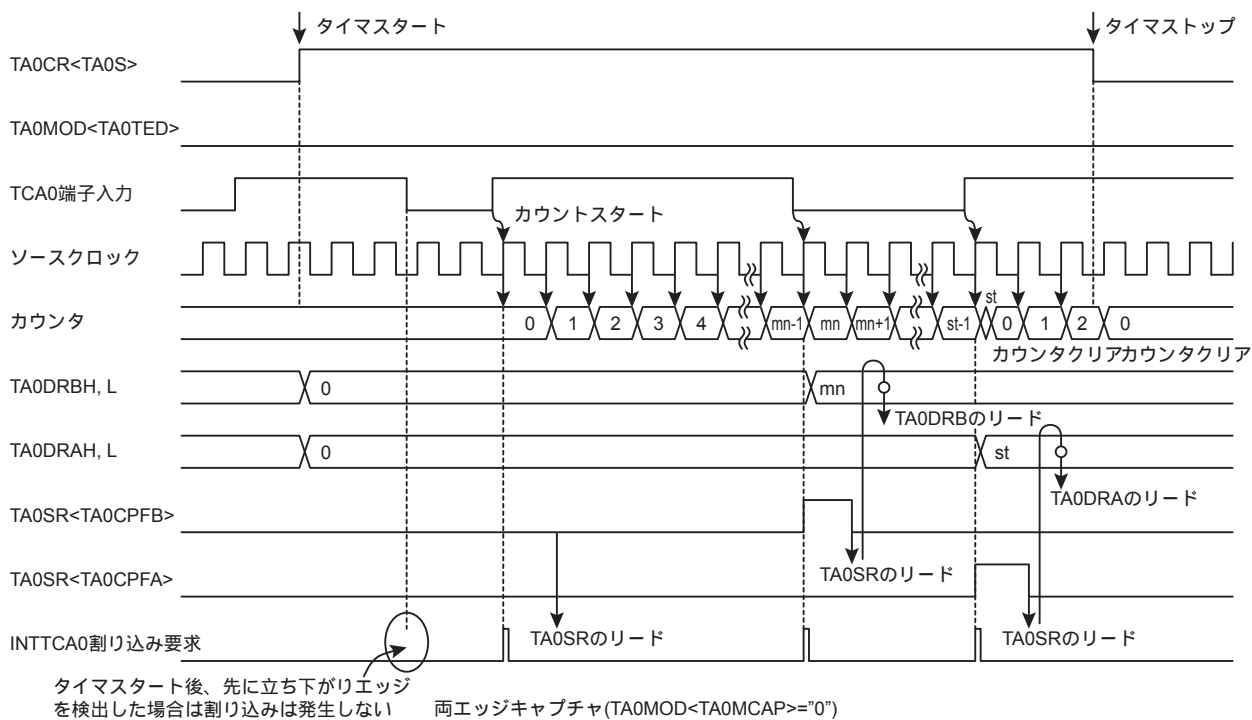 タイマスタート
タイマストップ
TA0CR<TA0S>
TA0MOD<TA0TED>
TCA0端子入力
カウントスタート
ソースクロック
カウンタ
0 1 2 3 4 mn-1 mn mn+1 st-1 st 0 1 2 0
カウンタクリア カウンタクリア
TA0DRBH, L
0
mn
TA0DRBのリード
TA0DRAH, L
0
st
TA0DRAのリード
TA0SR<TA0CPFB>
TA0SRのリード
TA0SR<TA0CPFA>
TA0SRのリード
TA0SRのリード
INTTCA0割り込み要求
タイマスタート後、先に立ち下がりエッジ
を検出した場合は割り込みは発生しない
両エッジキャプチャ(TA0MOD<TA0MCAP>="0")